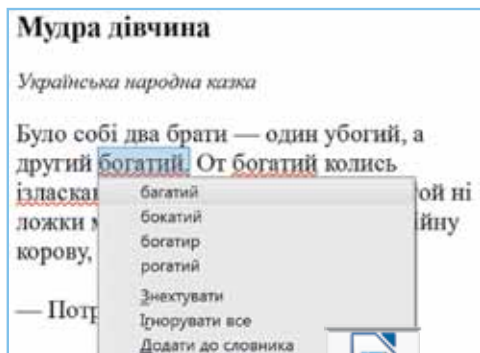 Мудра дівчина
Українська народна казка
Було собі два брати — один убогий, а
другий богатий. От богатий колись
ложки
корову,
— Потр
багатий
бокатий
богатир
рогатий
Знехтувати
Ігнорувати все
Додати до словника